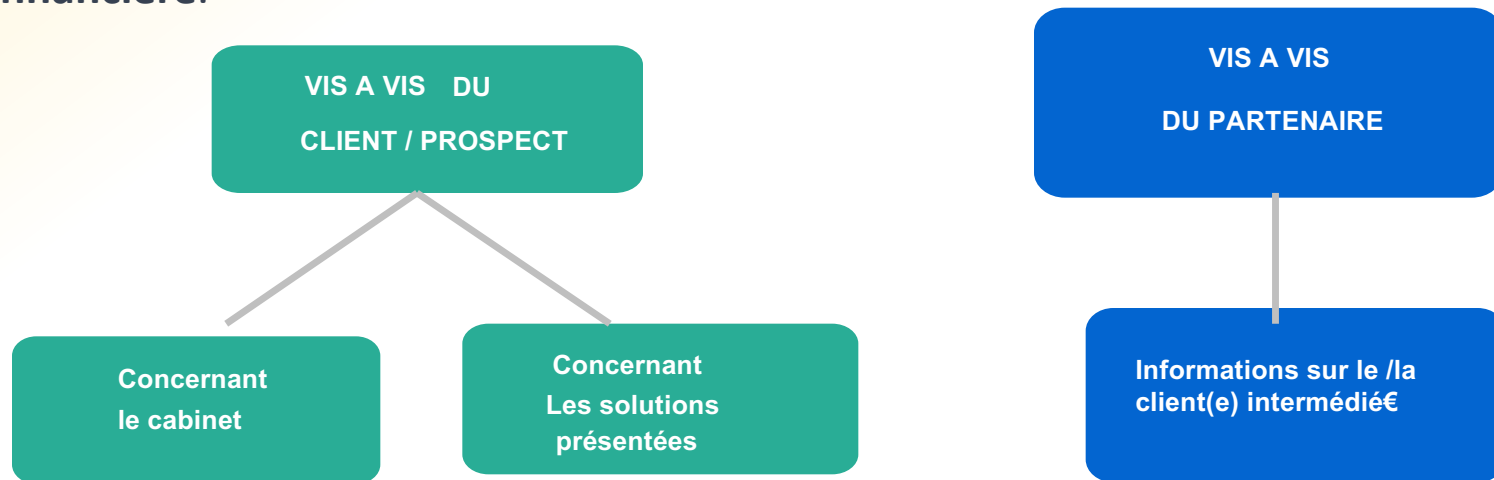 VIS A VIS DU
CLIENT / PROSPECT
VIS A VIS
DU PARTENAIRE
Concernant
le cabinet
Concernant
Les solutions
présentées
Informations sur le /la
client(e) intermédié€